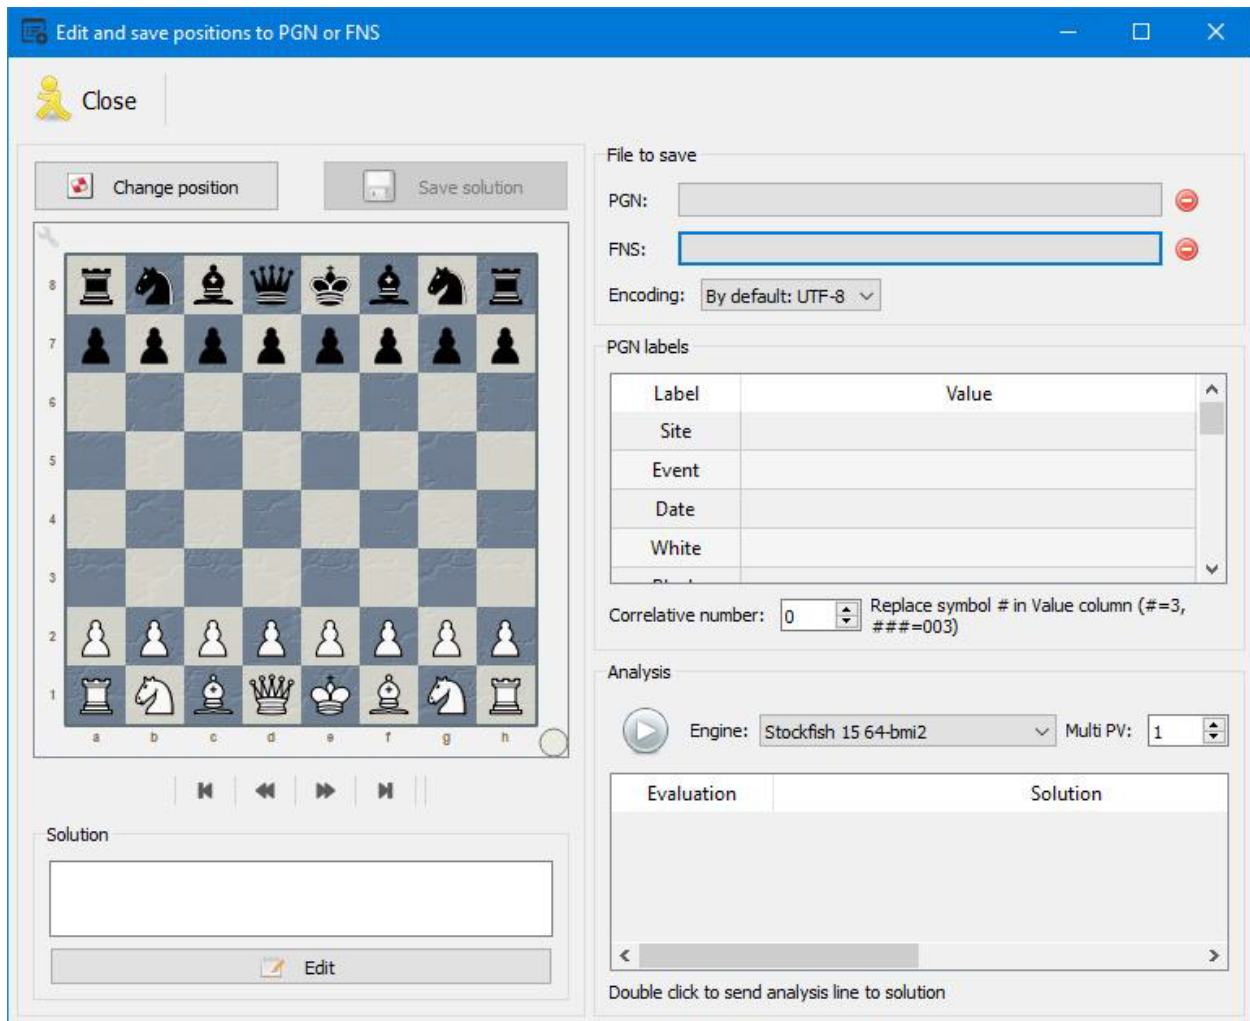 Edit and save positions to PGN or FNS
Close
Change position
Save solution
8
7
6
5
4
3
2
1
a b c d e f g h
Solution
Edit
File to save
PGN:
FNS:
Encoding: By default: UTF-8
PGN labels
Label Value
Site
Event
Date
White
Correlative number: 0 Replace symbol # in Value column (#=3,
###=003)
Analysis
Engine: Stockfish 15 64-bmi2 Multi PV: 1
Evaluation Solution
Double click to send analysis line to solution